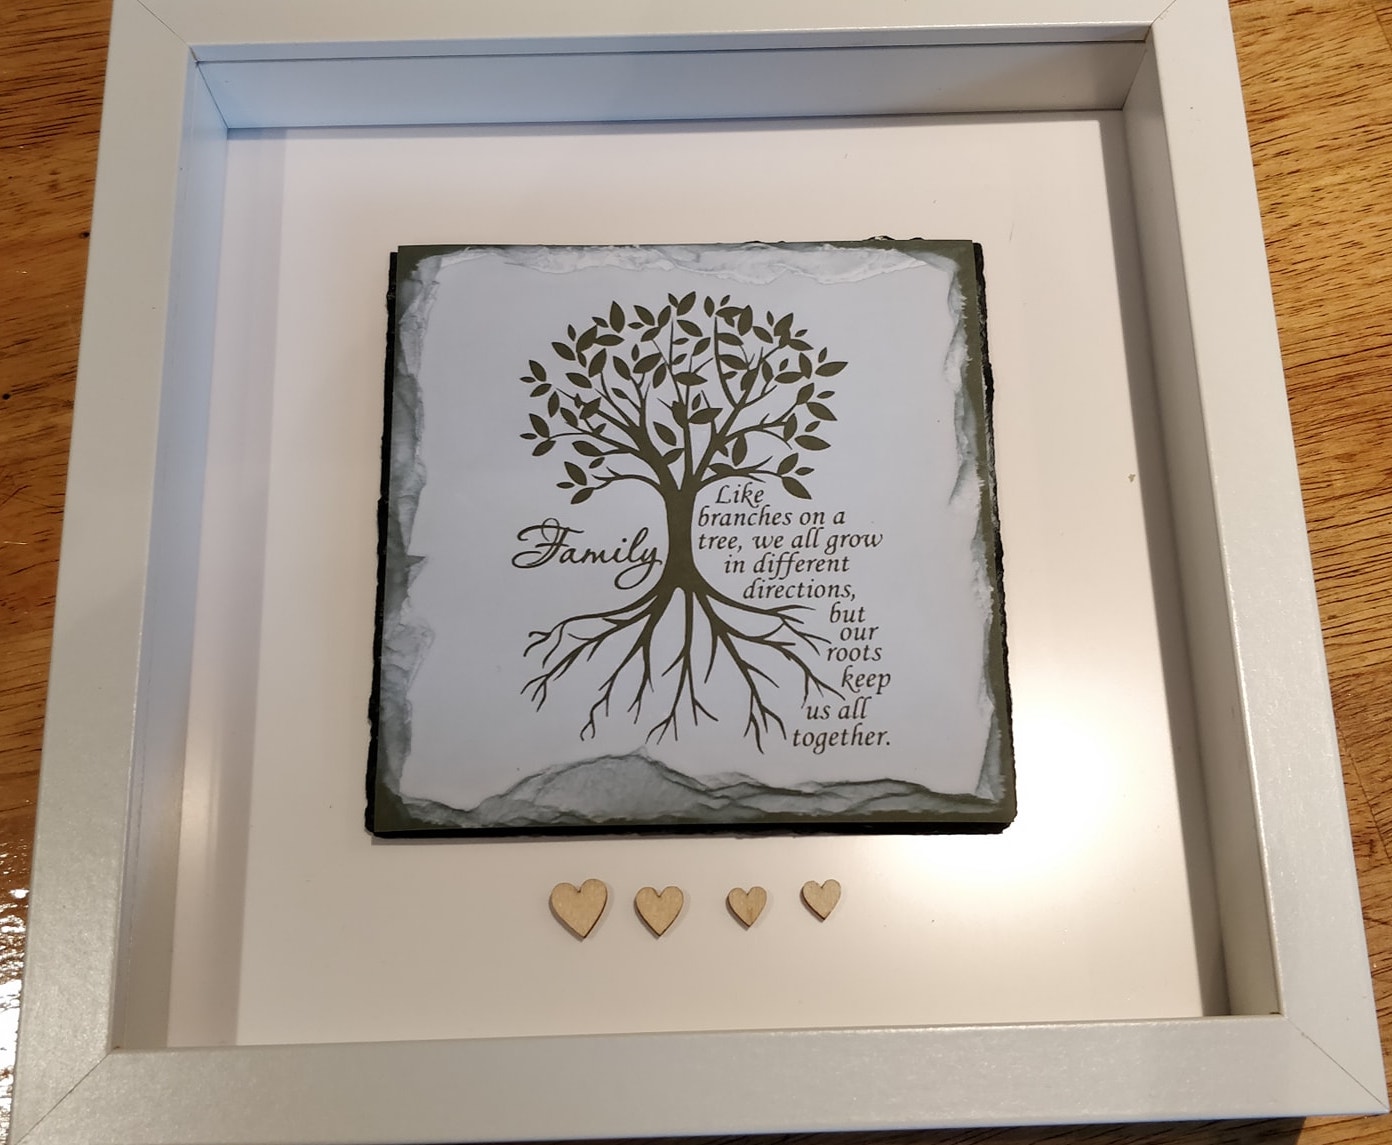 Family
Like
branches on a
tree, we all grow
in different
directions,
but
our
roots
keep
us all
together.